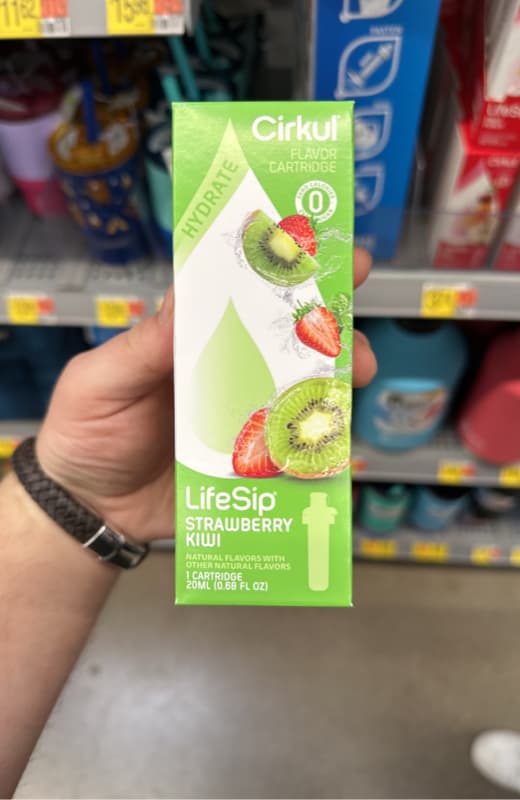 Cirkul®
FLAVOR
CARTRIDGE
HYDRATE
0
LifeSip®
STRAWBERRY
KIWI
NATURAL FLAVORS WITH
OTHER NATURAL FLAVORS
1 CARTRIDGE
20ML (0.68 FL OZ)